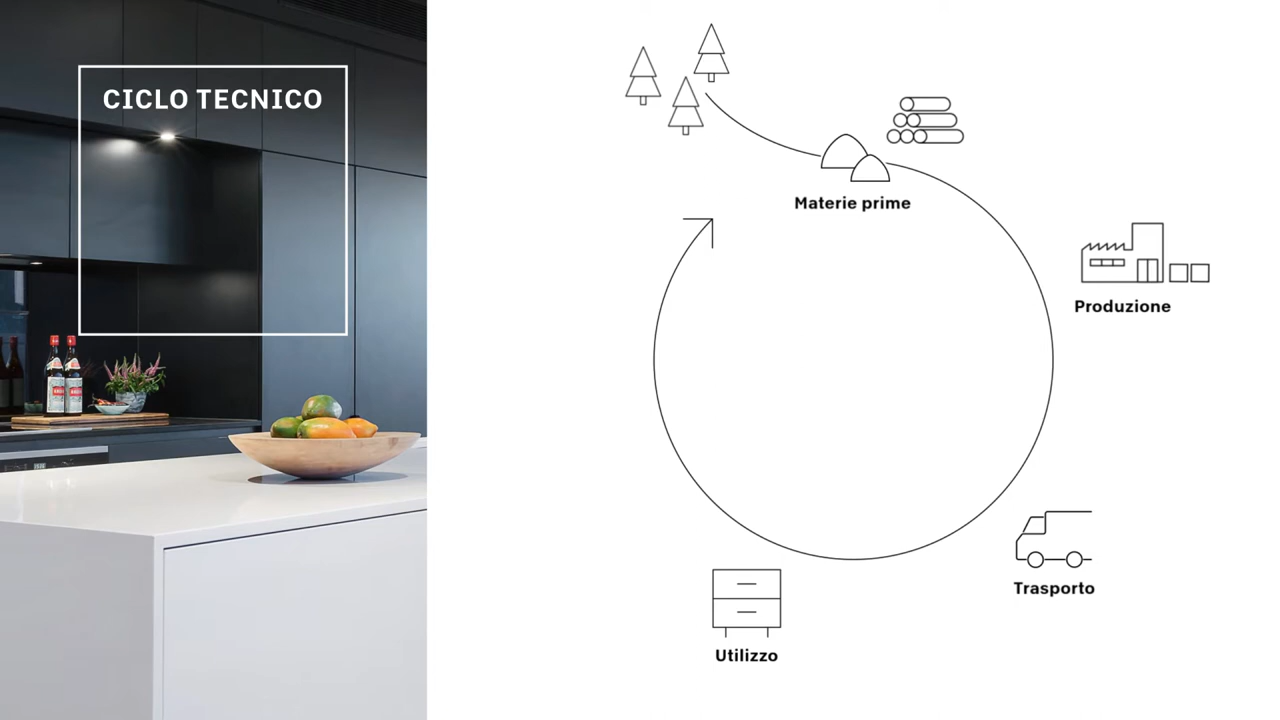 CICLO TECNICO
Materie prime
Produzione
Trasporto
Utilizzo